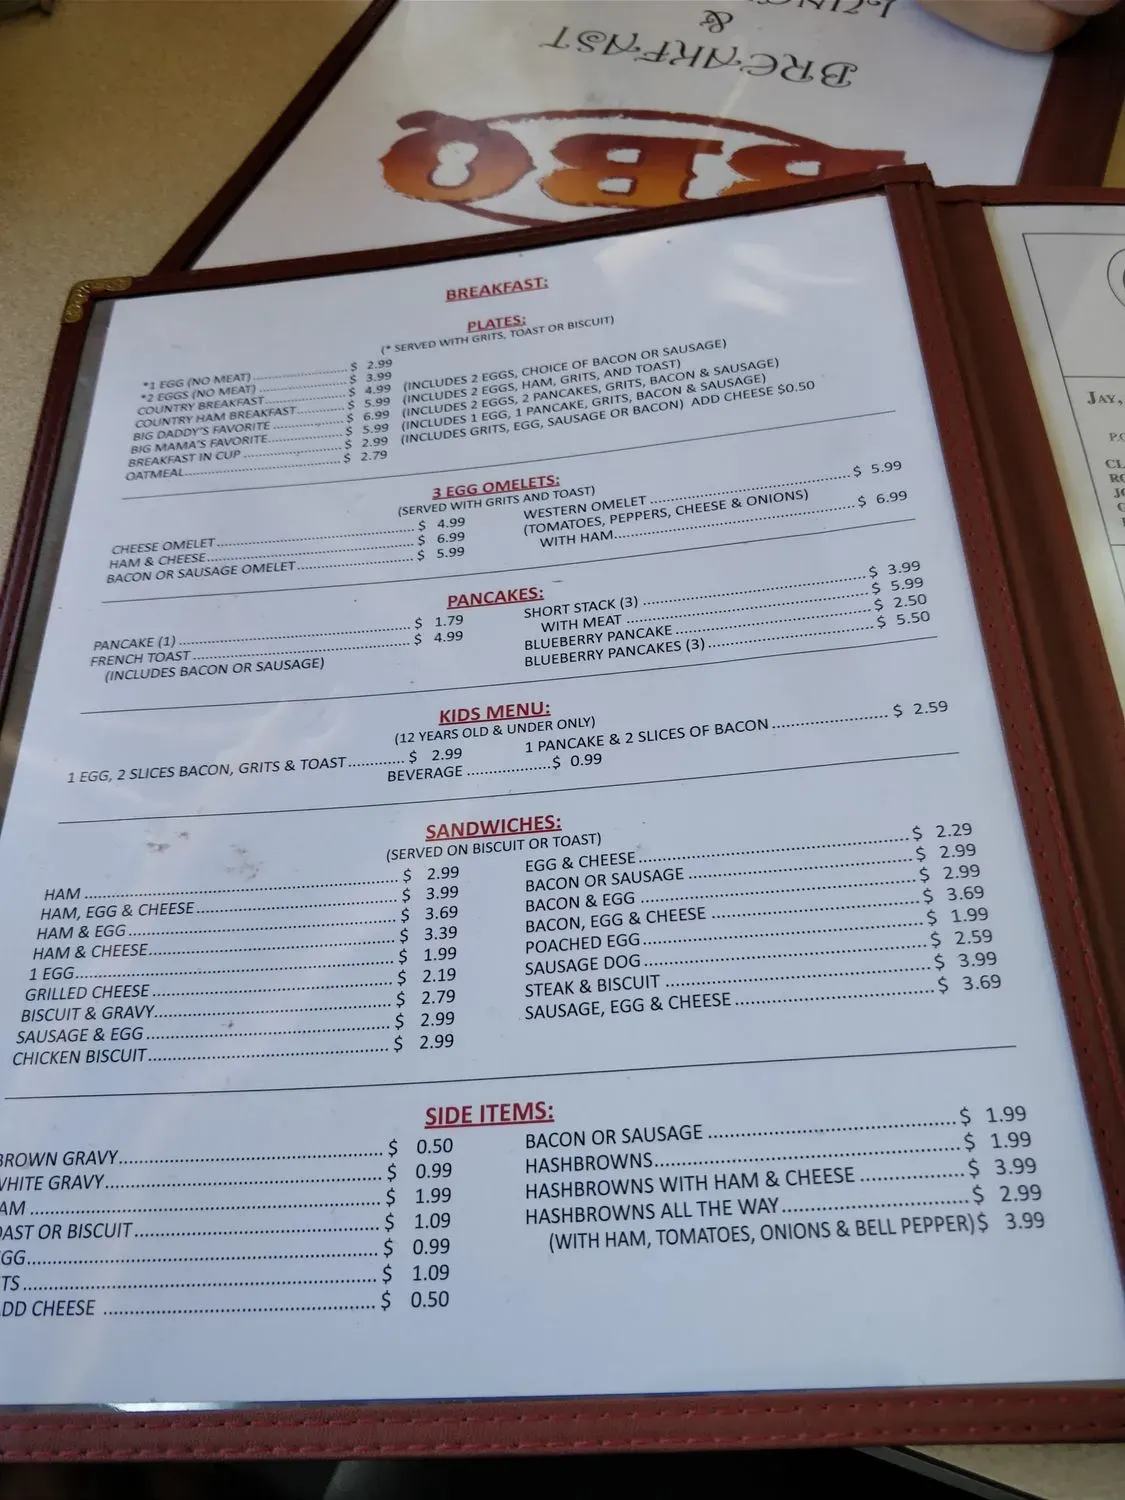 LUNCH
&
BREAKFAST
BBQ
BREAKFAST:
PLATES:
(* SERVED WITH GRITS, TOAST OR BISCUIT)
*1 EGG (NO MEAT) $ 2.99
*2 EGGS (NO MEAT) $ 3.99
COUNTRY BREAKFAST $ 4.99 (INCLUDES 2 EGGS, CHOICE OF BACON OR SAUSAGE)
COUNTRY HAM BREAKFAST $ 5.99 (INCLUDES 2 EGGS, HAM, GRITS, AND TOAST)
BIG DADDY'S FAVORITE $ 6.99 (INCLUDES 2 EGGS, 2 PANCAKES, GRITS, BACON & SAUSAGE)
BIG MAMA'S FAVORITE $ 5.99 (INCLUDES 1 EGG, 1 PANCAKE, GRITS, BACON & SAUSAGE)
BREAKFAST IN CUP $ 2.99 (INCLUDES GRITS, EGG, SAUSAGE OR BACON) ADD CHEESE $0.50
OATMEAL $ 2.79
3 EGG OMELETS:
(SERVED WITH GRITS AND TOAST)
CHEESE OMELET $ 4.99
HAM & CHEESE $ 6.99
BACON OR SAUSAGE OMELET $ 5.99
WESTERN OMELET $ 5.99
(TOMATOES, PEPPERS, CHEESE & ONIONS)
WITH HAM $ 6.99
PANCAKES:
PANCAKE (1) $ 1.79
FRENCH TOAST $ 4.99
(INCLUDES BACON OR SAUSAGE)
SHORT STACK (3) $ 3.99
WITH MEAT $ 5.99
BLUEBERRY PANCAKE $ 2.50
BLUEBERRY PANCAKES (3) $ 5.50
KIDS MENU:
(12 YEARS OLD & UNDER ONLY)
1 EGG, 2 SLICES BACON, GRITS & TOAST $ 2.99
1 PANCAKE & 2 SLICES OF BACON $ 2.59
BEVERAGE $ 0.99
SANDWICHES:
(SERVED ON BISCUIT OR TOAST)
HAM $ 2.99
HAM, EGG & CHEESE $ 3.99
HAM & EGG $ 3.69
HAM & CHEESE $ 3.39
1 EGG $ 1.99
GRILLED CHEESE $ 2.19
BISCUIT & GRAVY $ 2.79
SAUSAGE & EGG $ 2.99
CHICKEN BISCUIT $ 2.99
EGG & CHEESE $ 2.29
BACON OR SAUSAGE $ 2.99
BACON & EGG $ 2.99
BACON, EGG & CHEESE $ 3.69
POACHED EGG $ 1.99
SAUSAGE DOG $ 2.59
STEAK & BISCUIT $ 3.99
SAUSAGE, EGG & CHEESE $ 3.69
SIDE ITEMS:
BROWN GRAVY $ 0.50
WHITE GRAVY $ 0.99
AM $ 1.99
OAST OR BISCUIT $ 1.09
GG $ 0.99
TS $ 1.09
DD CHEESE $ 0.50
BACON OR SAUSAGE $ 1.99
HASHBROWNS $ 1.99
HASHBROWNS WITH HAM & CHEESE $ 3.99
HASHBROWNS ALL THE WAY $ 2.99
(WITH HAM, TOMATOES, ONIONS & BELL PEPPER) $ 3.99
JAY,